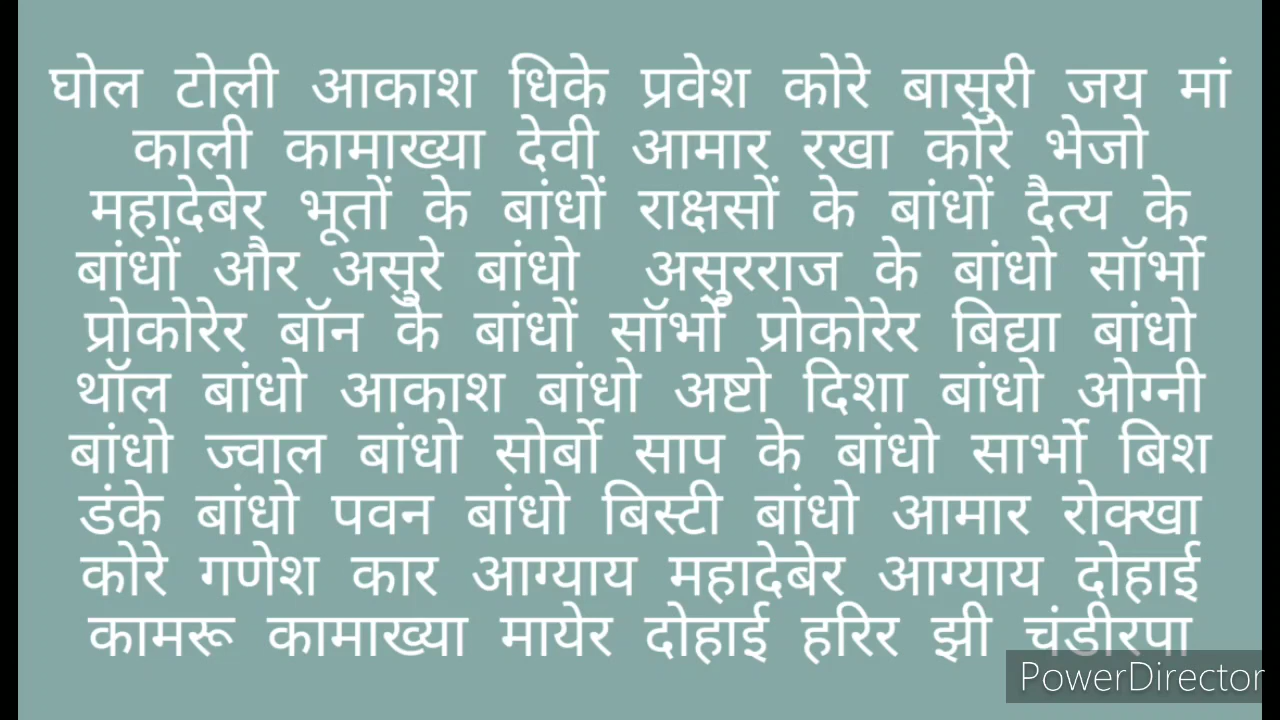 घोल टोली आकाश धिके प्रवेश कोरे बासुरी जय मां
काली कामाख्या देवी आमार रखा कोरे भेजो
महादेबेर भूतों के बांधों राक्षसों के बांधों दैत्य के
बांधों और असुरे बांधो असुरराज के बांधो सॉर्भो
प्रोकोरेर बॉन के बांधों सॉर्भो प्रोकोरेर बिद्या बांधो
थॉल बांधो आकाश बांधो अष्टो दिशा बांधो ओग्नी
बांधो ज्वाल बांधो सोर्बो साप के बांधो सार्भो बिश
डंके बांधो पवन बांधो बिस्टी बांधो आमार रोक्खा
कोरे गणेश कार आग्याय महादेबेर आग्याय दोहाई
कामरू कामाख्या मायेर दोहाई हरिर झी चंडीरपा
PowerDirector